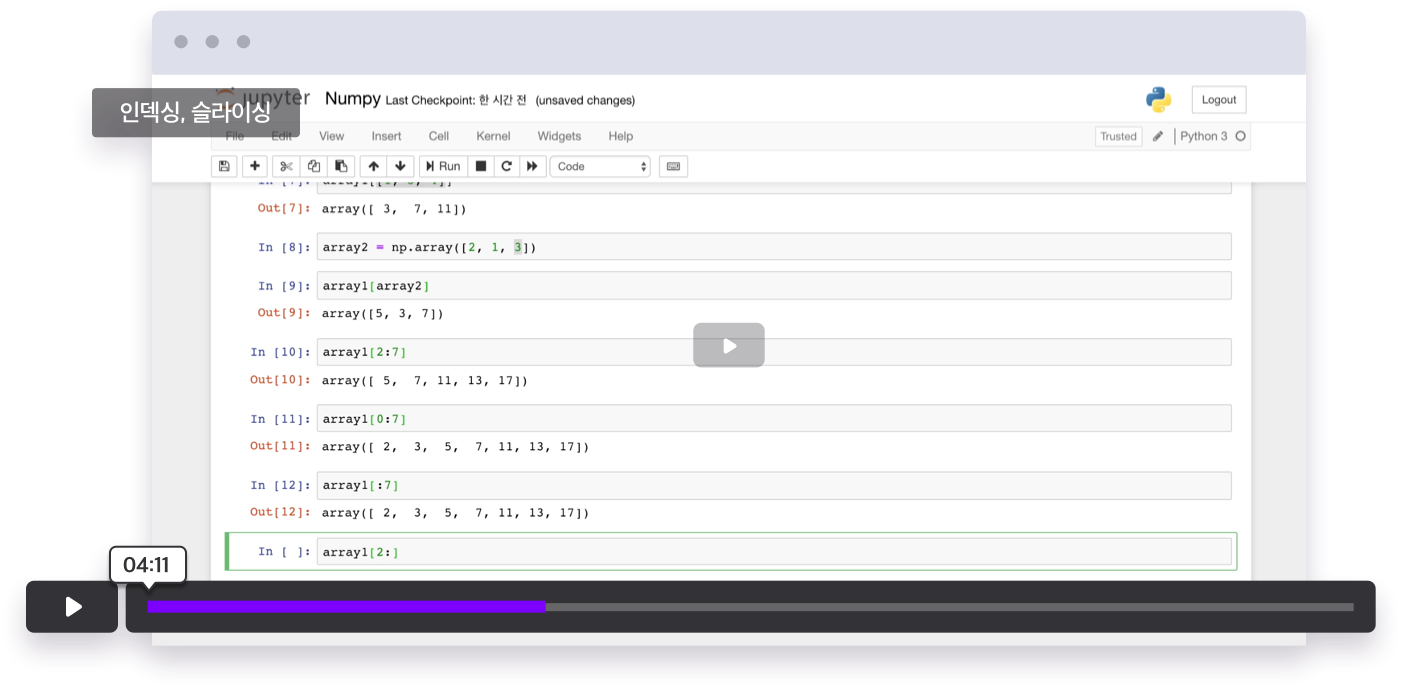 jupyter Numpy Last Checkpoint: 한 시간 전 (unsaved changes)
Logout
인덱싱, 슬라이싱
File Edit View Insert Cell Kernel Widgets Help
Trusted Python 3
Run Code
In [7]:
Out[7]: array([ 3,  7, 11])
In [8]: array2 = np.array([2, 1, 3])
In [9]: array1[array2]
Out[9]: array([5, 3, 7])
In [10]: array1[2:7]
Out[10]: array([ 5,  7, 11, 13, 17])
In [11]: array1[0:7]
Out[11]: array([ 2,  3,  5,  7, 11, 13, 17])
In [12]: array1[:7]
Out[12]: array([ 2,  3,  5,  7, 11, 13, 17])
In [ ]: array1[2:]
04:11